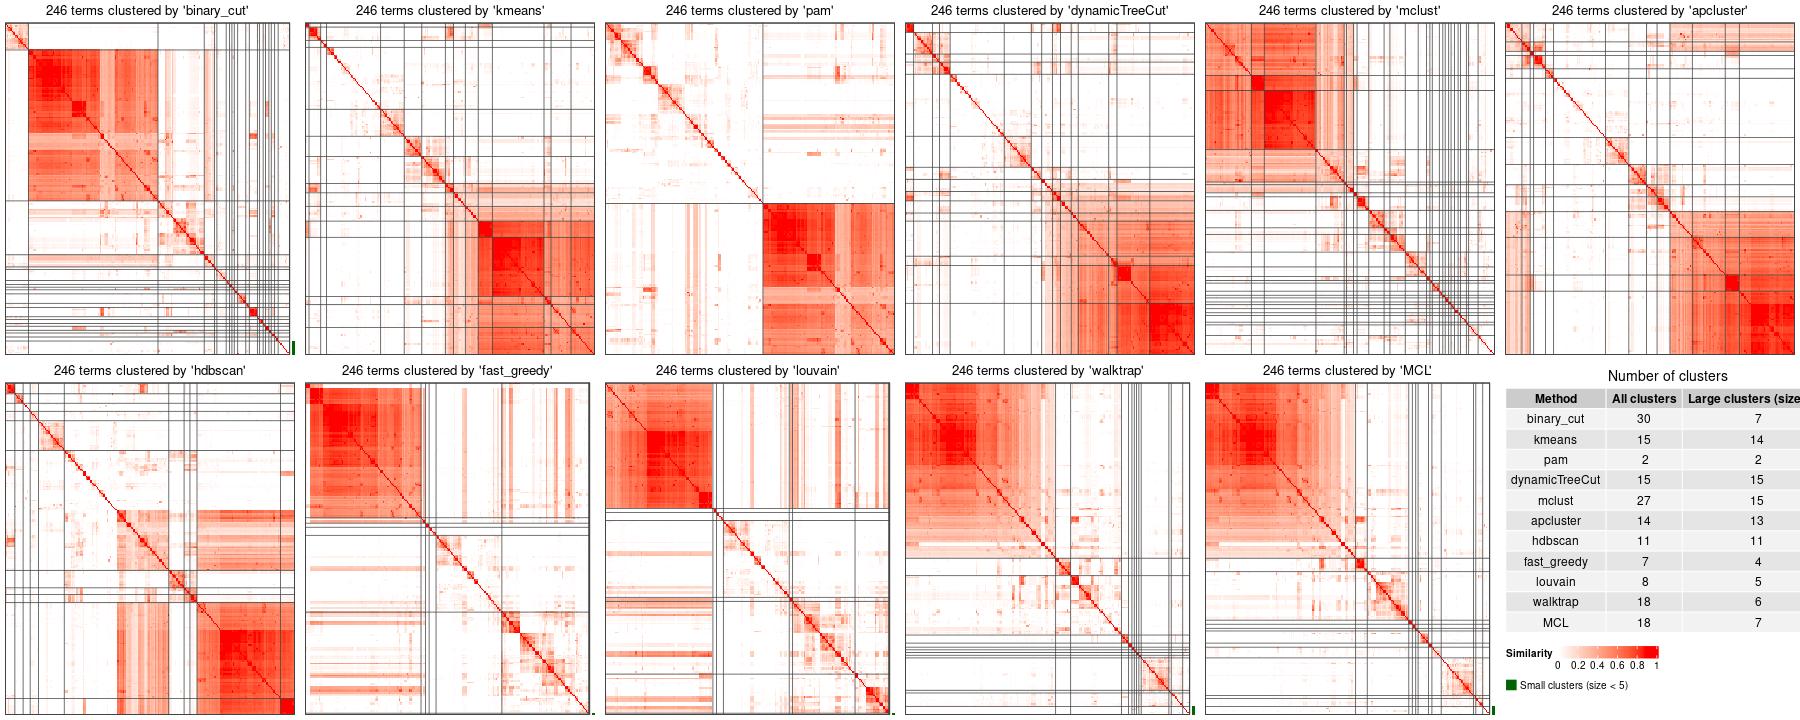 246 terms clustered by 'binary_cut'
246 terms clustered by 'kmeans'
246 terms clustered by 'pam'
246 terms clustered by 'dynamicTreeCut'
246 terms clustered by 'mclust'
246 terms clustered by 'apcluster'
246 terms clustered by 'hdbscan'
246 terms clustered by 'fast_greedy'
246 terms clustered by 'louvain'
246 terms clustered by 'walktrap'
246 terms clustered by 'MCL'
Number of clusters
Method All clusters Large clusters (size
binary_cut 30 7
kmeans 15 14
pam 2 2
dynamicTreeCut 15 15
mclust 27 15
apcluster 14 13
hdbscan 11 11
fast_greedy 7 4
louvain 8 5
walktrap 18 6
MCL 18 7
Similarity
0 0.2 0.4 0.6 0.8 1
Small clusters (size < 5)